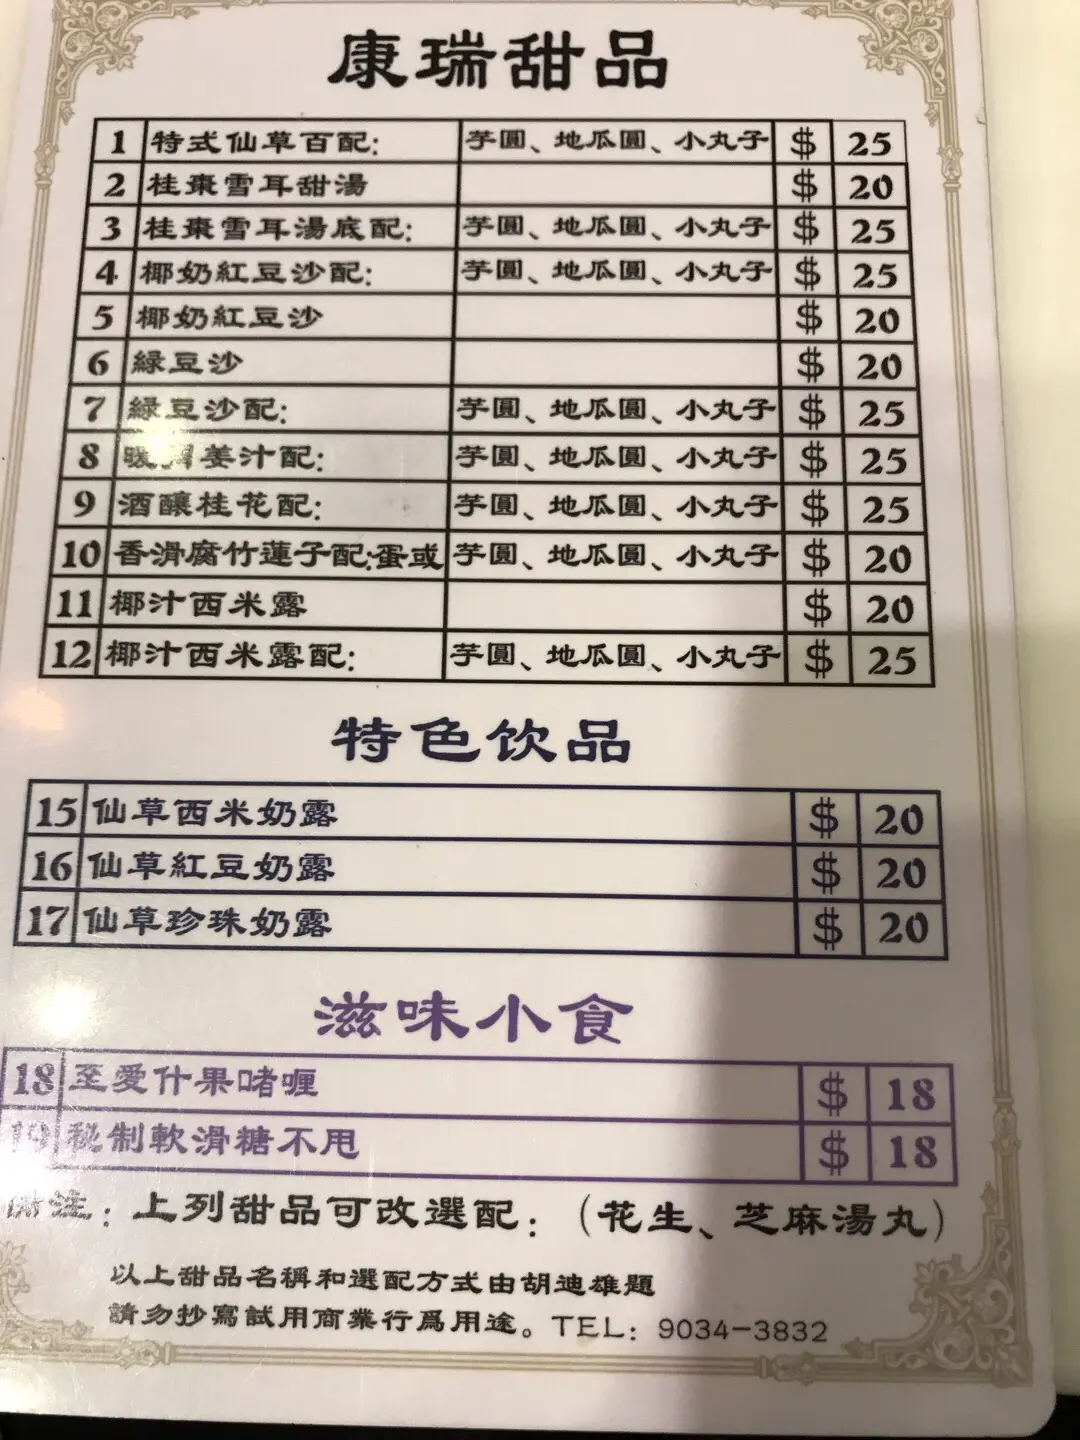 康瑞甜品
1 特式仙草百配: 芋圓、地瓜圓、小丸子 $ 25
2 桂棗雪耳甜湯 $ 20
3 桂棗雪耳湯底配: 芋圓、地瓜圓、小丸子 $ 25
4 椰奶紅豆沙配: 芋圓、地瓜圓、小丸子 $ 25
5 椰奶紅豆沙 $ 20
6 綠豆沙 $ 20
7 綠豆沙配: 芋圓、地瓜圓、小丸子 $ 25
8 暖胃姜汁配: 芋圓、地瓜圓、小丸子 $ 25
9 酒釀桂花配: 芋圓、地瓜圓、小丸子 $ 25
10 香滑腐竹蓮子配:蛋或 芋圓、地瓜圓、小丸子 $ 20
11 椰汁西米露 $ 20
12 椰汁西米露配: 芋圓、地瓜圓、小丸子 $ 25
特色饮品
15 仙草西米奶露 $ 20
16 仙草紅豆奶露 $ 20
17 仙草珍珠奶露 $ 20
滋味小食
18 至愛什果啫喱 $ 18
19 秘制軟滑糖不甩 $ 18
備注: 上列甜品可改選配: (花生、芝麻湯丸)
以上甜品名稱和選配方式由胡迪雄題
請勿抄寫試用商業行爲用途。TEL: 9034-3832